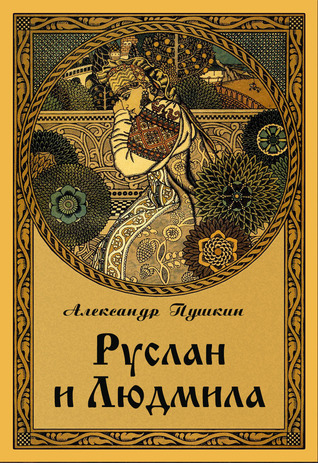 Александр Пушкин
Руслан
и Людмила